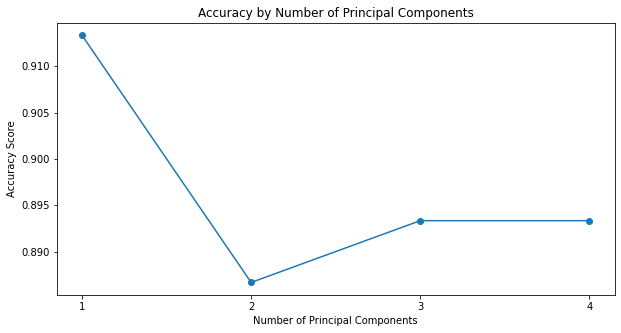 Accuracy by Number of Principal Components
0.910
0.905
0.900
0.895
0.890
Accuracy Score
1 2 3 4
Number of Principal Components